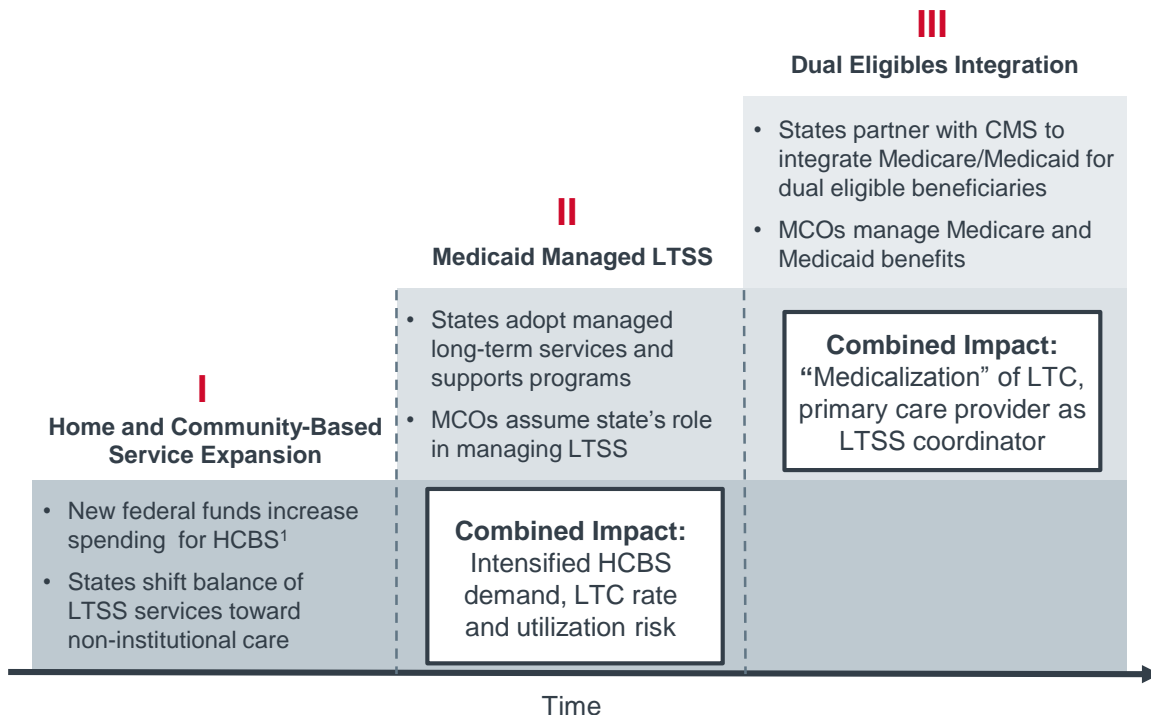 I
Home and Community-Based
Service Expansion
• New federal funds increase
spending for HCBS¹
• States shift balance of
LTSS services toward
non-institutional care
II
Medicaid Managed LTSS
• States adopt managed
long-term services and
supports programs
• MCOs assume state’s role
in managing LTSS
Combined Impact:
Intensified HCBS
demand, LTC rate
and utilization risk
III
Dual Eligibles Integration
• States partner with CMS to
integrate Medicare/Medicaid for
dual eligible beneficiaries
• MCOs manage Medicare and
Medicaid benefits
Combined Impact:
“Medicalization” of LTC,
primary care provider as
LTSS coordinator
Time